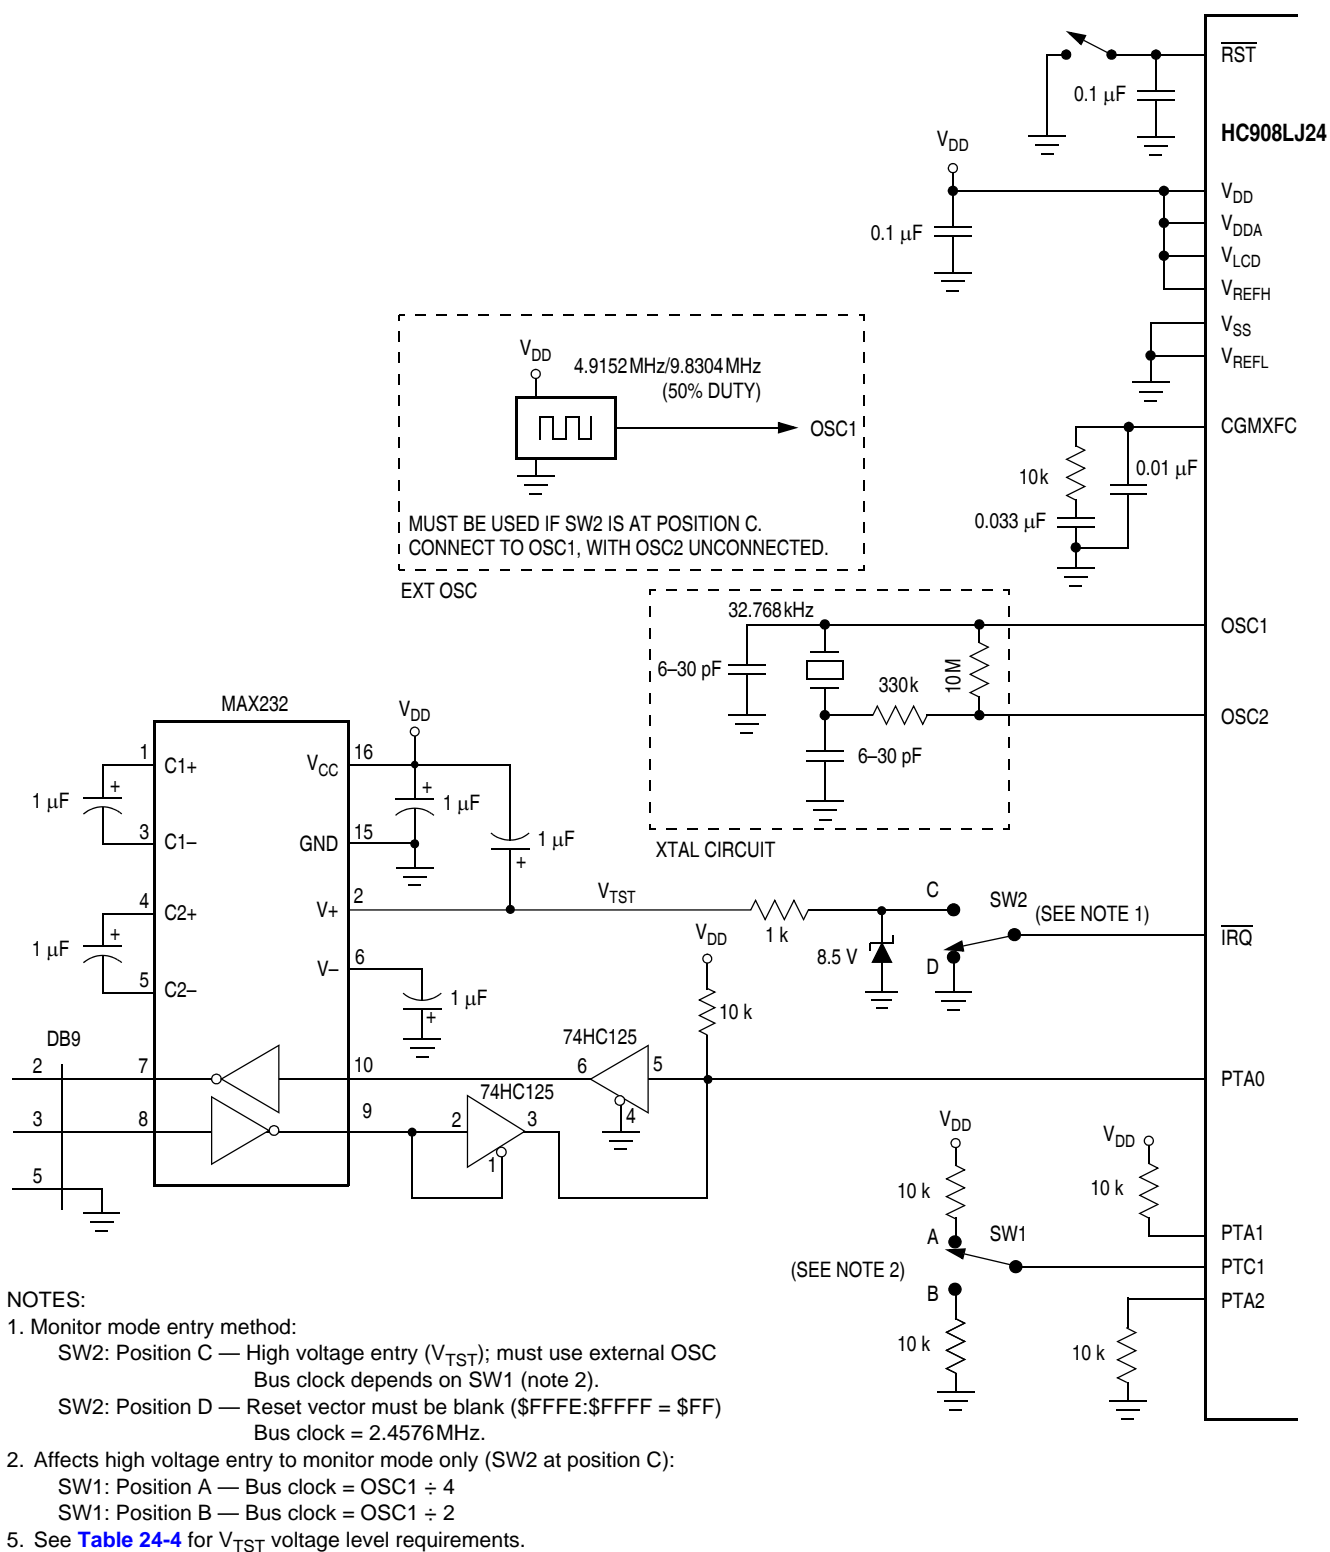 RST
0.1 μF
HC908LJ24
VDD
VDD
VDDA
0.1 μF
VLCD
VREFH
VSS
VREFL
VDD
4.9152MHz/9.8304MHz
(50% DUTY)
OSC1
CGMXFC
10k
0.01 μF
0.033 μF
MUST BE USED IF SW2 IS AT POSITION C.
CONNECT TO OSC1, WITH OSC2 UNCONNECTED.
EXT OSC
32.768kHz
OSC1
6–30 pF
10M
330k
OSC2
6–30 pF
XTAL CIRCUIT
MAX232
VDD
1
C1+
VCC
16
1 μF
+
+
1 μF
3
C1–
GND
15
1 μF
+
4
C2+
V+
2
VTST
1 k
C
SW2
(SEE NOTE 1)
IRQ
1 μF
+
8.5 V
D
5
C2–
V–
6
1 μF
+
VDD
10 k
DB9
74HC125
2
7
10
6
5
4
PTA0
74HC125
3
8
9
2
3
1
5
VDD
VDD
10 k
10 k
A
SW1
PTA1
PTC1
(SEE NOTE 2)
B
PTA2
10 k
10 k
NOTES:
1. Monitor mode entry method:
SW2: Position C — High voltage entry (VTST); must use external OSC
Bus clock depends on SW1 (note 2).
SW2: Position D — Reset vector must be blank ($FFFE:$FFFF = $FF)
Bus clock = 2.4576MHz.
2. Affects high voltage entry to monitor mode only (SW2 at position C):
SW1: Position A — Bus clock = OSC1 ÷ 4
SW1: Position B — Bus clock = OSC1 ÷ 2
5. See Table 24-4 for VTST voltage level requirements.